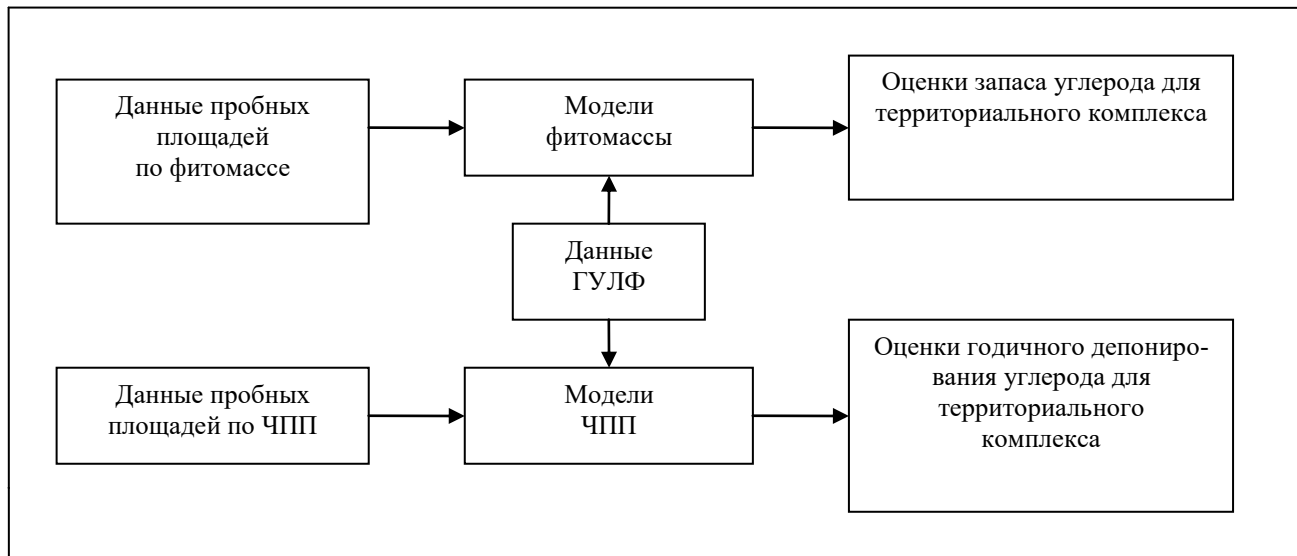 Данные пробных
площадей
по фитомассе
Модели
фитомассы
Оценки запаса углерода для
территориального комплекса
Данные
ГУЛФ
Данные пробных
площадей по ЧПП
Модели
ЧПП
Оценки годичного депониро-
вания углерода для
территориального
комплекса